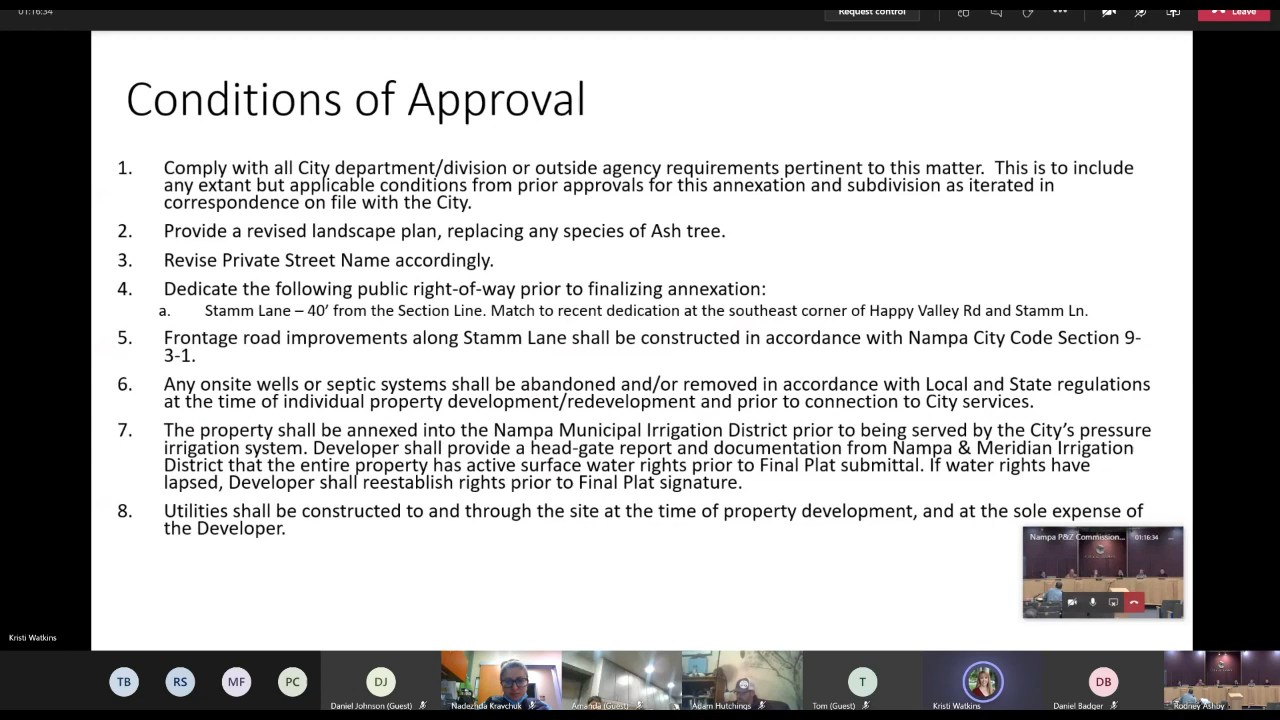 01:16:34
Request control
Leave
Conditions of Approval
1. Comply with all City department/division or outside agency requirements pertinent to this matter. This is to include
any extant but applicable conditions from prior approvals for this annexation and subdivision as iterated in
correspondence on file with the City.
2. Provide a revised landscape plan, replacing any species of Ash tree.
3. Revise Private Street Name accordingly.
4. Dedicate the following public right-of-way prior to finalizing annexation:
a. Stamm Lane – 40’ from the Section Line. Match to recent dedication at the southeast corner of Happy Valley Rd and Stamm Ln.
5. Frontage road improvements along Stamm Lane shall be constructed in accordance with Nampa City Code Section 9-
3-1.
6. Any onsite wells or septic systems shall be abandoned and/or removed in accordance with Local and State regulations
at the time of individual property development/redevelopment and prior to connection to City services.
7. The property shall be annexed into the Nampa Municipal Irrigation District prior to being served by the City’s pressure
irrigation system. Developer shall provide a head-gate report and documentation from Nampa & Meridian Irrigation
District that the entire property has active surface water rights prior to Final Plat submittal. If water rights have
lapsed, Developer shall reestablish rights prior to Final Plat signature.
8. Utilities shall be constructed to and through the site at the time of property development, and at the sole expense of
the Developer.
Nampa P&Z Commission... 01:16:34 ...
Kristi Watkins
TB RS MF PC DJ T DB
Daniel Johnson (Guest) Nadezhda Kravchuk Amanda (Guest) Adam Hutchings Tom (Guest) Kristi Watkins Daniel Badger Rodney Ashby